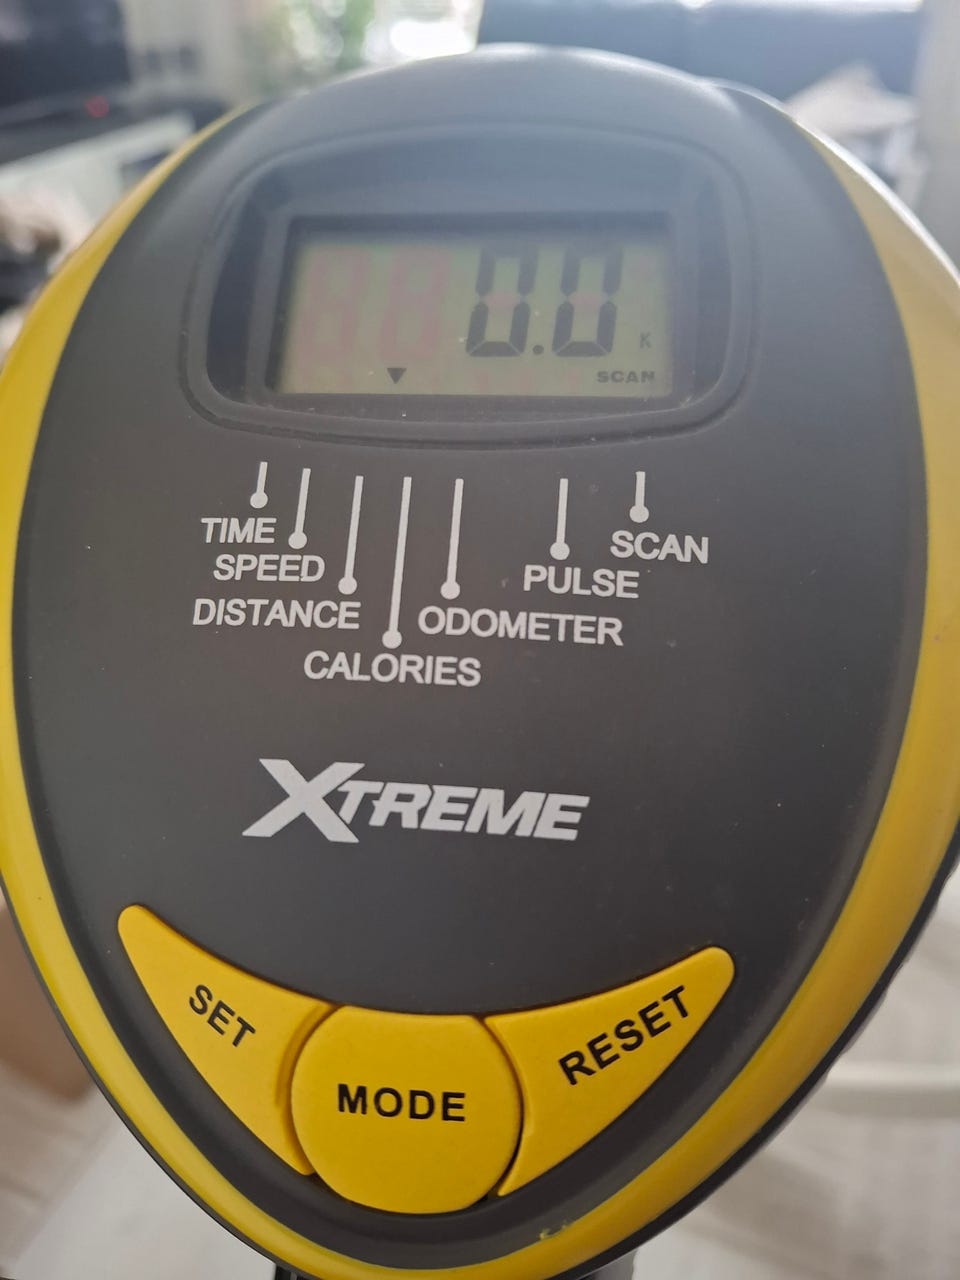 0.0
K
SCAN
TIME
SPEED
DISTANCE
CALORIES
ODOMETER
PULSE
SCAN
XTREME
SET
MODE
RESET